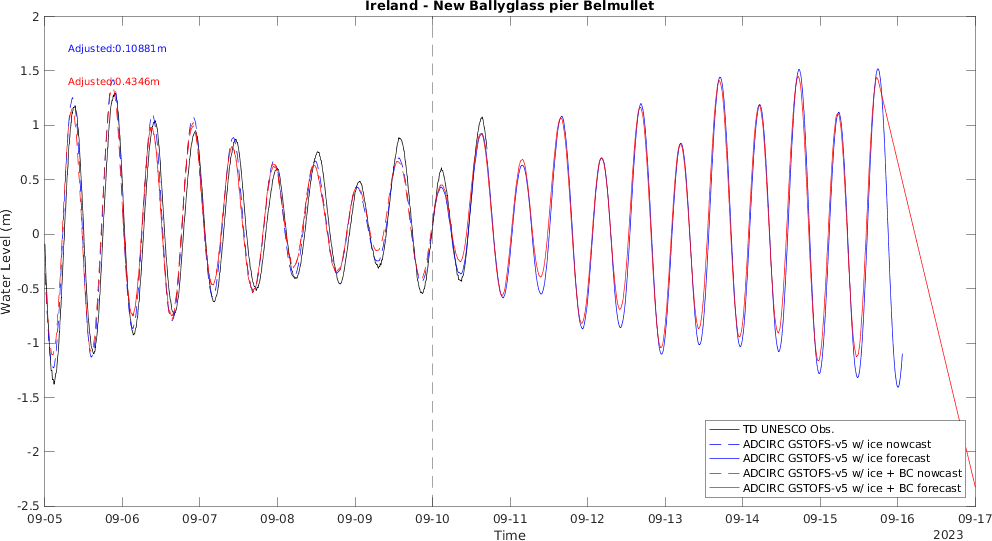 Ireland - New Ballyglass pier Belmullet
Adjusted:0.10881m
Adjusted:0.4346m
Water Level (m)
2
1.5
1
0.5
0
-0.5
-1
-1.5
-2
-2.5
TD UNESCO Obs.
ADCIRC GSTOFS-v5 w/ ice nowcast
ADCIRC GSTOFS-v5 w/ ice forecast
ADCIRC GSTOFS-v5 w/ ice + BC nowcast
ADCIRC GSTOFS-v5 w/ ice + BC forecast
09-05 09-06 09-07 09-08 09-09 09-10 09-11 09-12 09-13 09-14 09-15 09-16 09-17
Time
2023